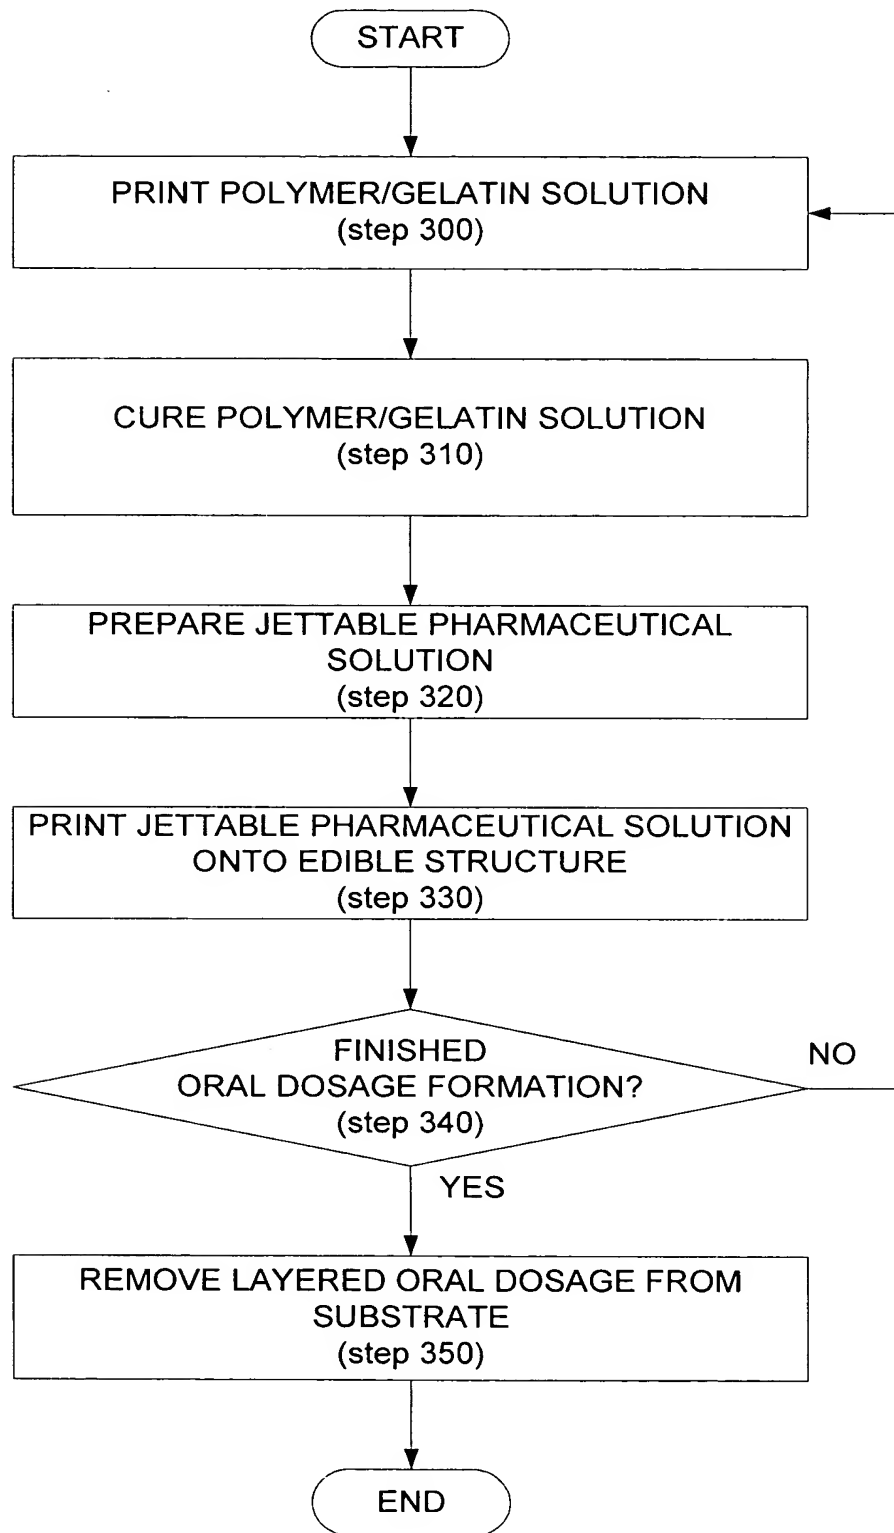 START
PRINT POLYMER/GELATIN SOLUTION
(step 300)
CURE POLYMER/GELATIN SOLUTION
(step 310)
PREPARE JETTABLE PHARMACEUTICAL
SOLUTION
(step 320)
PRINT JETTABLE PHARMACEUTICAL SOLUTION
ONTO EDIBLE STRUCTURE
(step 330)
FINISHED
ORAL DOSAGE FORMATION?
(step 340)
NO
YES
REMOVE LAYERED ORAL DOSAGE FROM
SUBSTRATE
(step 350)
END